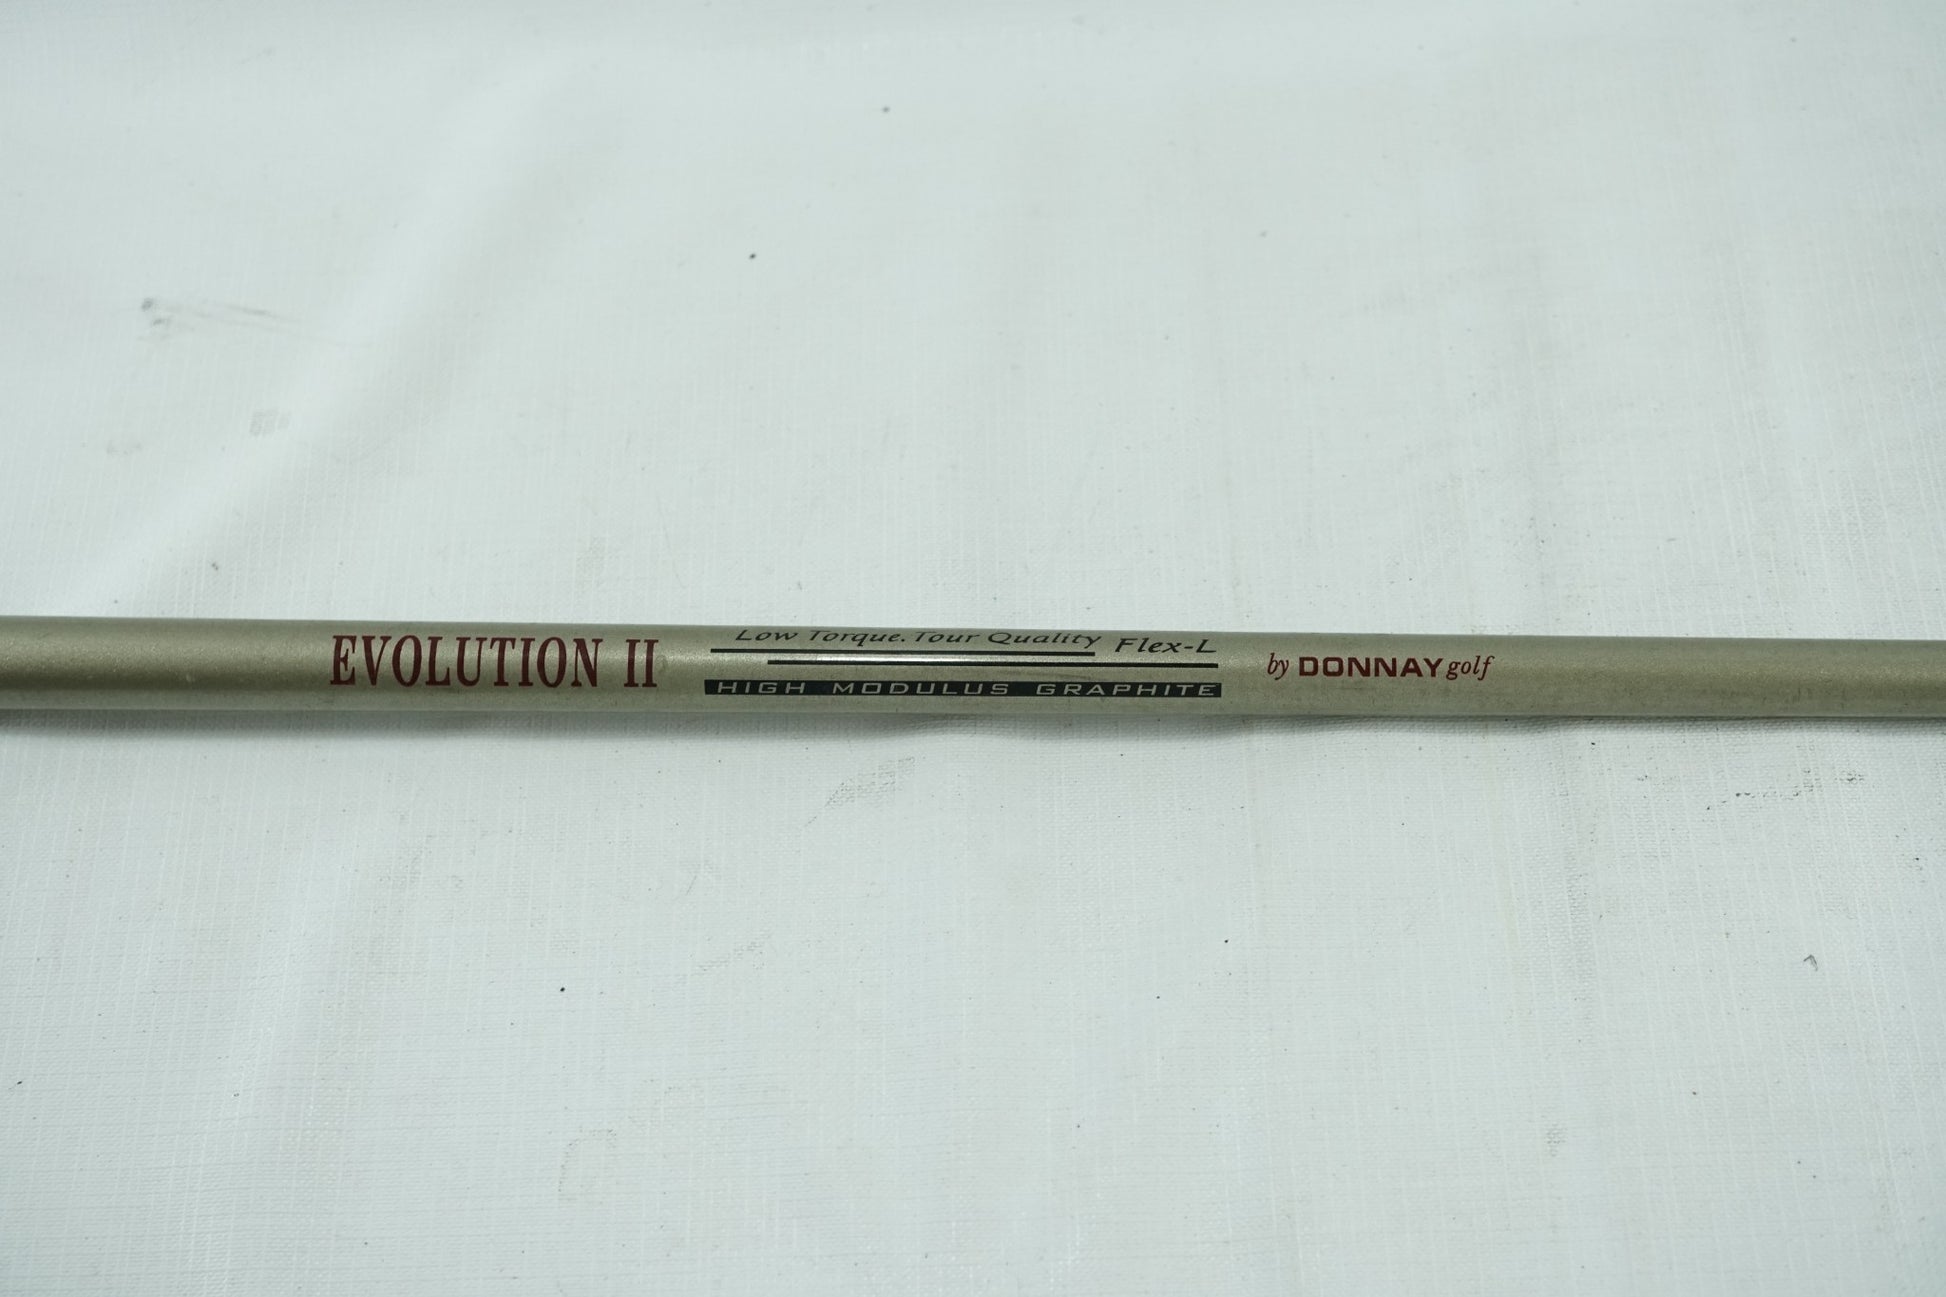 EVOLUTION II
Low Torque.Tour Quality Flex-L
HIGH MODULUS GRAPHITE
by DONNAY golf